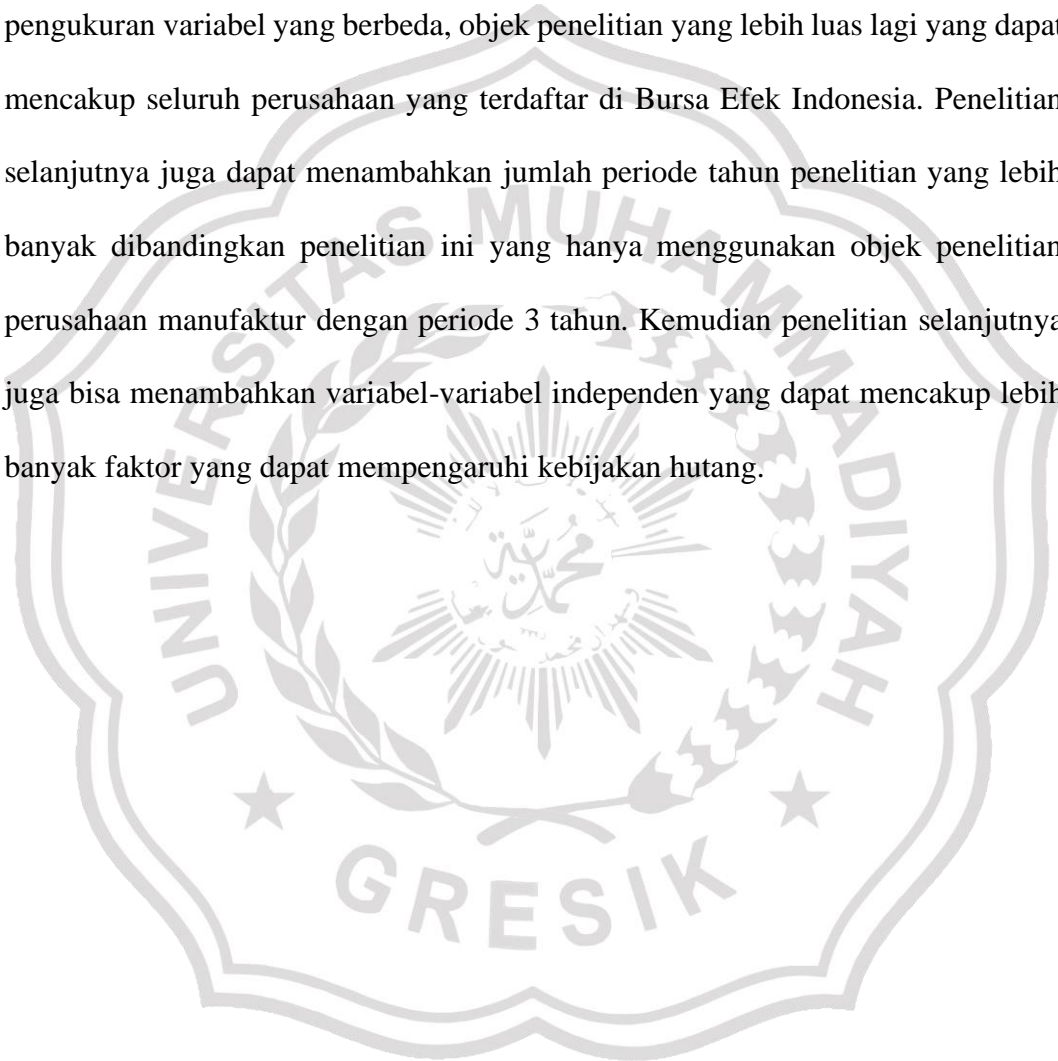 pengukuran variabel yang berbeda, objek penelitian yang lebih luas lagi yang dapat
mencakup seluruh perusahaan yang terdaftar di Bursa Efek Indonesia. Penelitian
selanjutnya juga dapat menambahkan jumlah periode tahun penelitian yang lebih
banyak dibandingkan penelitian ini yang hanya menggunakan objek penelitian
perusahaan manufaktur dengan periode 3 tahun. Kemudian penelitian selanjutnya
juga bisa menambahkan variabel-variabel independen yang dapat mencakup lebih
banyak faktor yang dapat mempengaruhi kebijakan hutang.
UNIVERSITAS MUHAMMADIYAH
GRESIK
محمدية